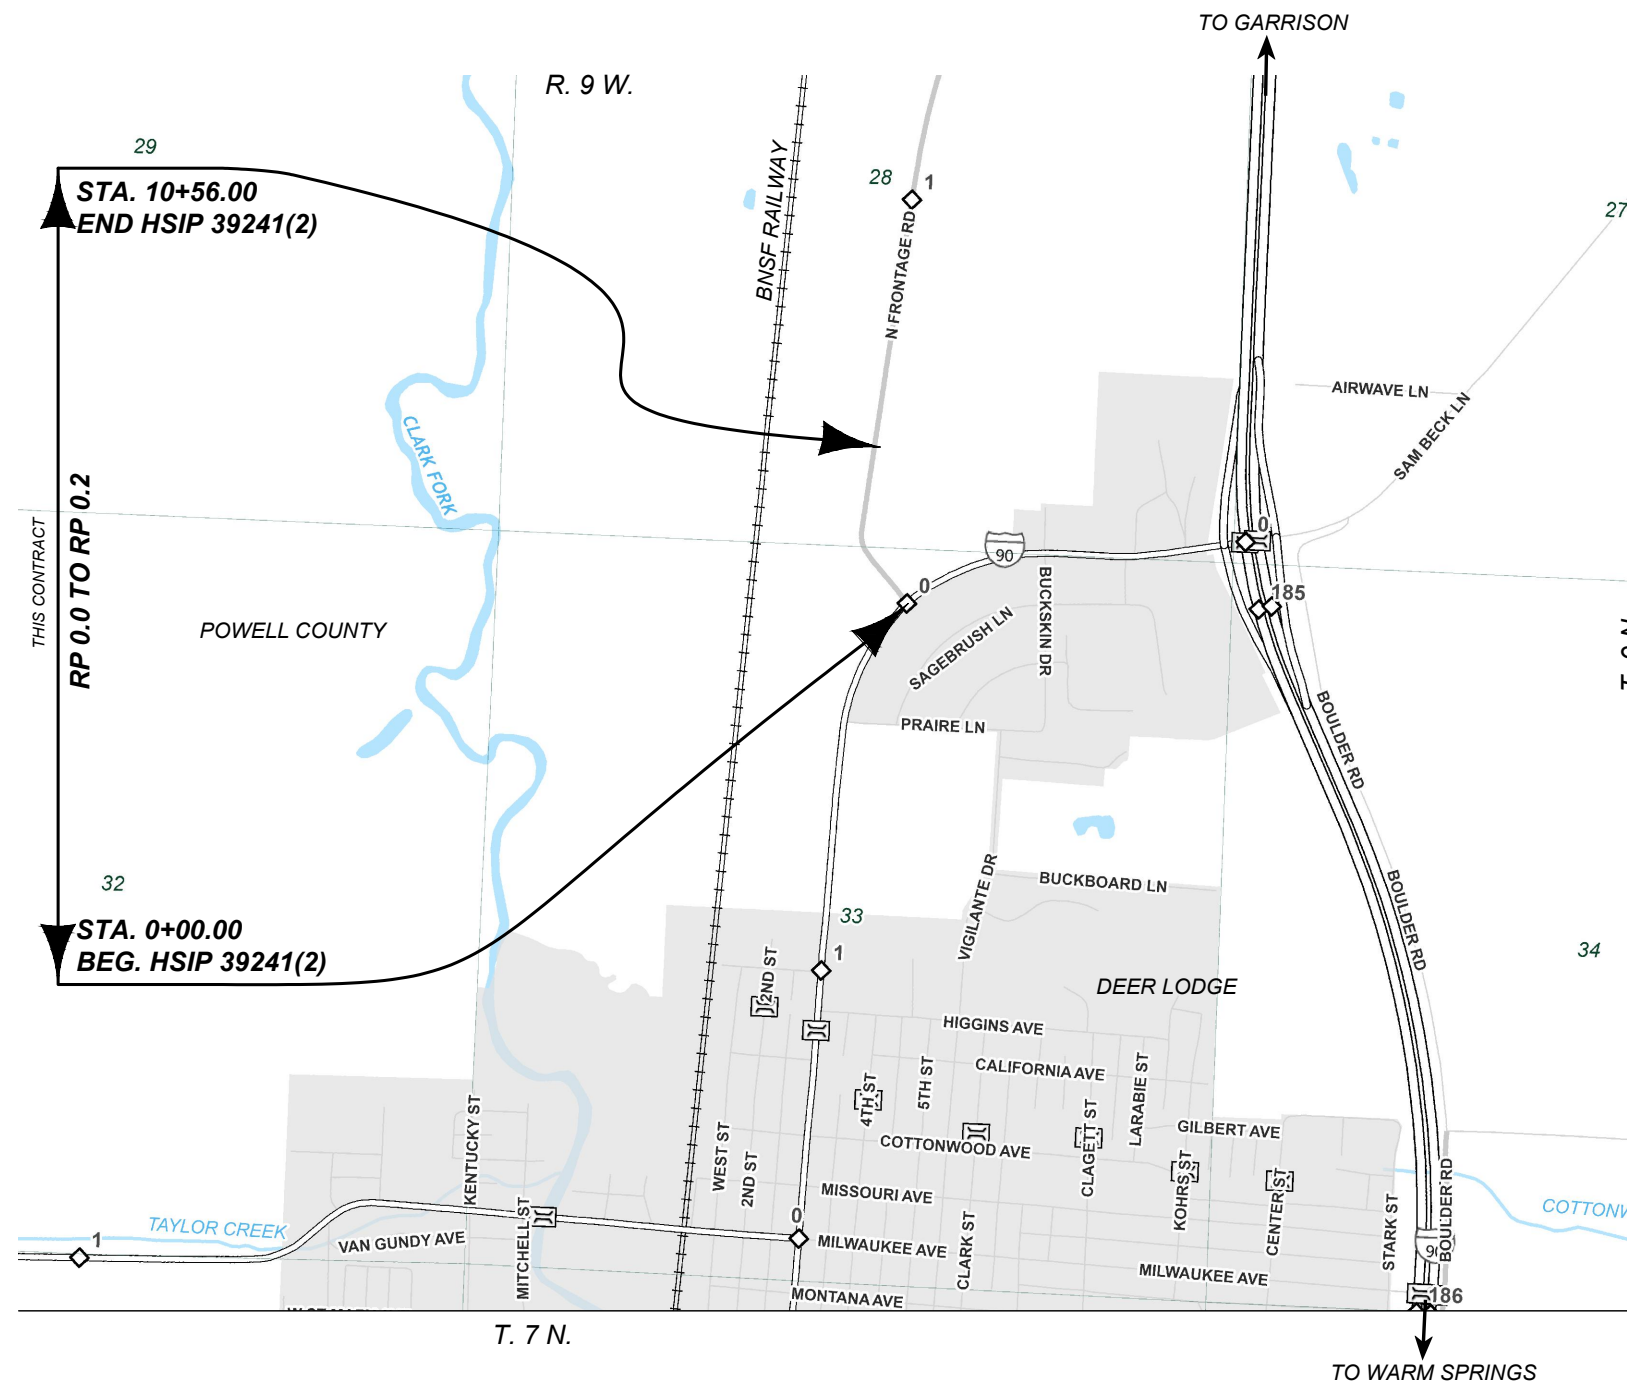 TO GARRISON
R. 9 W.
29
STA. 10+56.00
END HSIP 39241(2)
BNSF RAILWAY
28
1
N FRONTAGE RD
27
AIRWAVE LN
SAM BECK LN
CLARK FORK
THIS CONTRACT
RP 0.0 TO RP 0.2
POWELL COUNTY
90
0
0
185
SAGEBRUSH LN
BUCKSKIN DR
PRAIRE LN
BOULDER RD
32
STA. 0+00.00
BEG. HSIP 39241(2)
BUCKBOARD LN
VIGILANTE DR
33
1
BOULDER RD
34
2ND ST
DEER LODGE
HIGGINS AVE
CALIFORNIA AVE
4TH ST
5TH ST
LARABIE ST
CLAGETT ST
GILBERT AVE
COTTONWOOD AVE
KENTUCKY ST
WEST ST
2ND ST
MISSOURI AVE
KOHRS ST
CENTER ST
STARK ST
BOULDER RD
TAYLOR CREEK
1
VAN GUNDY AVE
MITCHELL ST
0
MILWAUKEE AVE
CLARK ST
MILWAUKEE AVE
MONTANA AVE
186
T. 7 N.
TO WARM SPRINGS